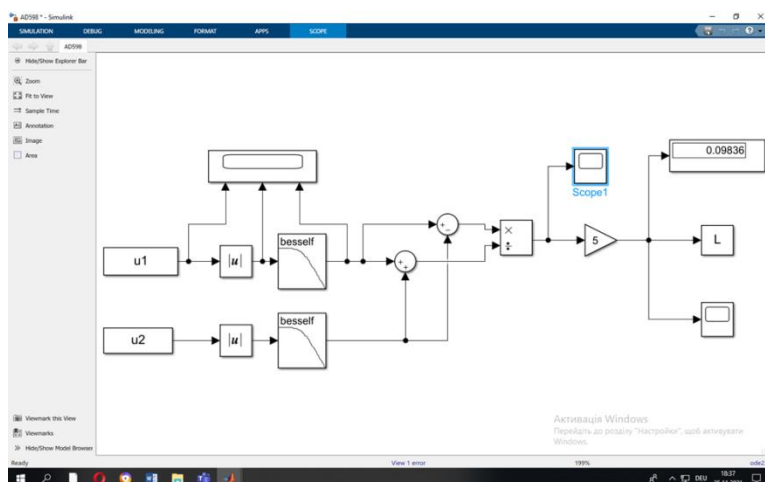 AD598 * - Simulink
SIMULATION DEBUG MODELING FORMAT APPS SCOPE
AD598
Hide/Show Explorer Bar
Zoom
Fit to View
Sample Time
Annotation
Image
Area
0.09836
Scope1
besself
u1
|u|
×
÷
5
L
besself
u2
|u|
Активація Windows
Перейдіть до розділу "Настройки", щоб активувати
Windows.
Viewmark this View
Viewmarks
Hide/Show Model Browser
Ready View 1 error 199%
DEU 18:37